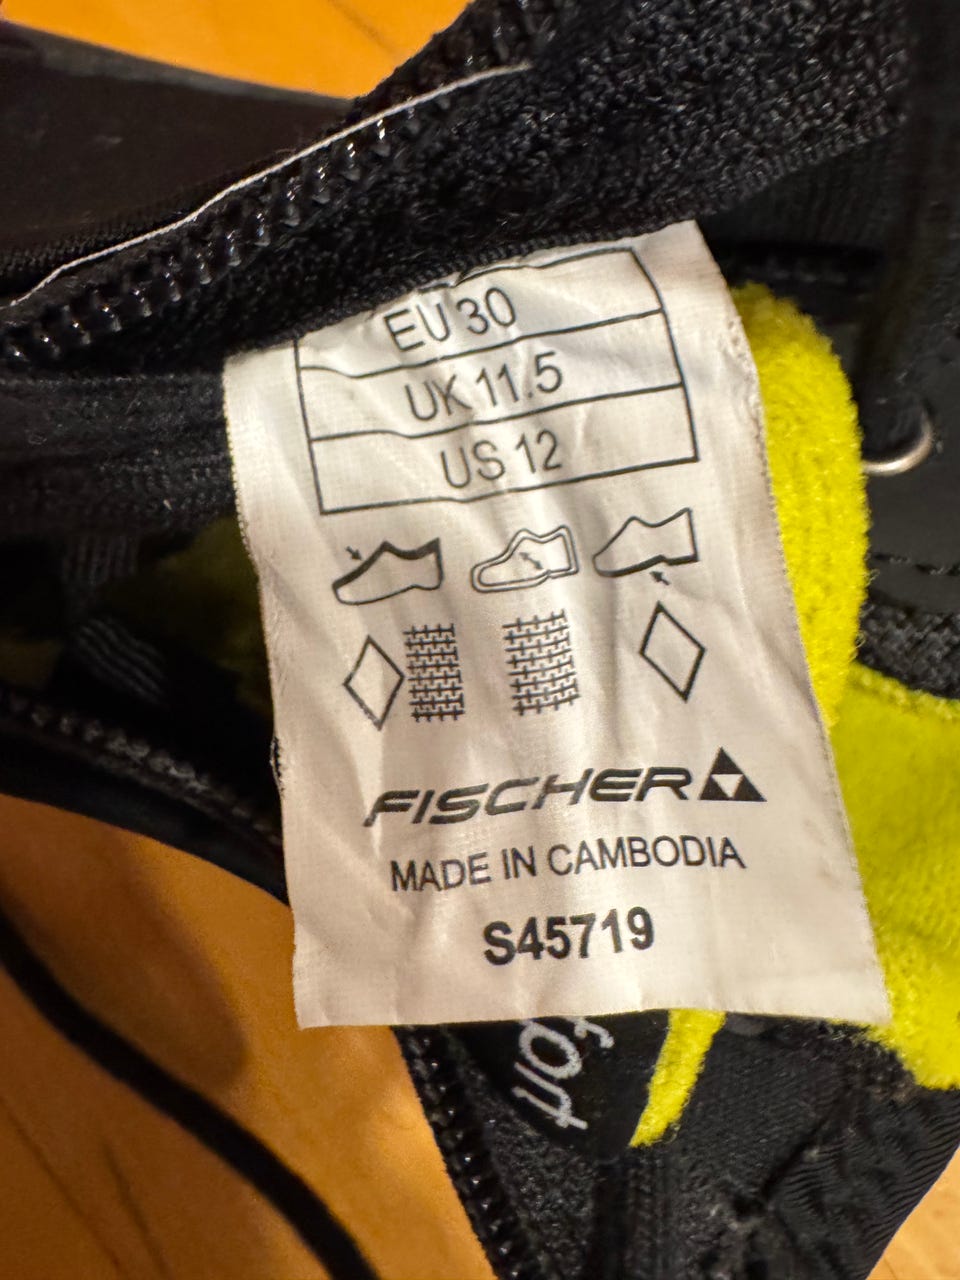 EU 30
UK 11.5
US 12
FISCHER
MADE IN CAMBODIA
S45719